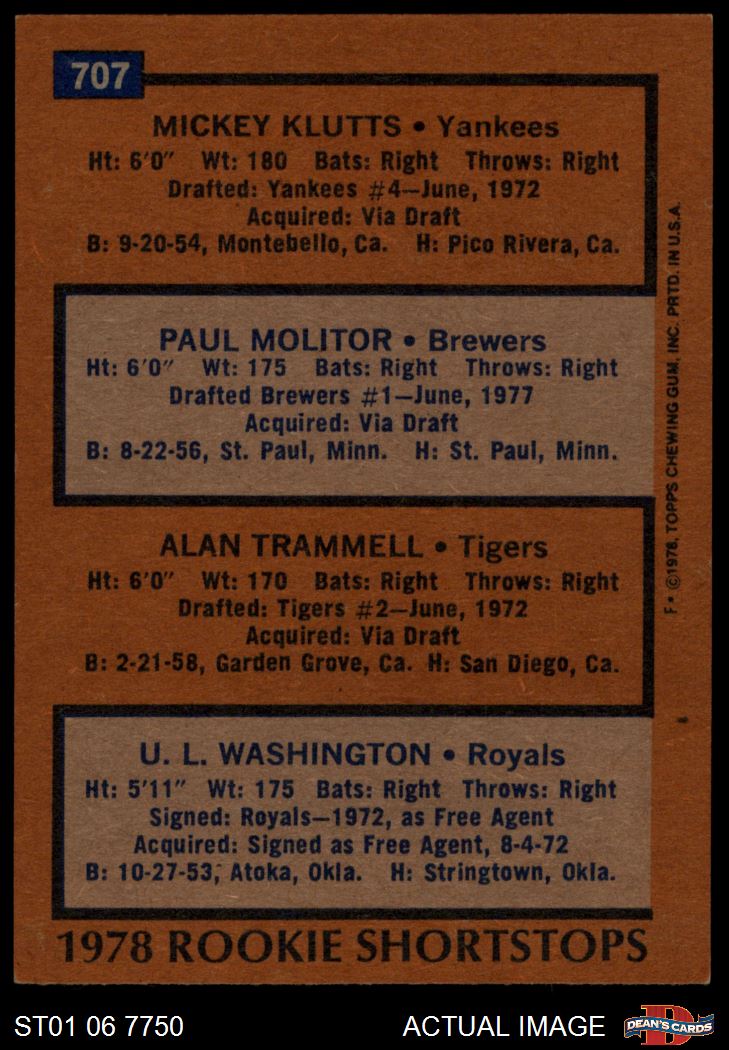 707
MICKEY KLUTTS • Yankees
Ht: 6'0" Wt: 180 Bats: Right Throws: Right
Drafted: Yankees #4—June, 1972
Acquired: Via Draft
B: 9-20-54, Montebello, Ca. H: Pico Rivera, Ca.
PAUL MOLITOR • Brewers
Ht: 6'0" Wt: 175 Bats: Right Throws: Right
Drafted Brewers #1—June, 1977
Acquired: Via Draft
B: 8-22-56, St. Paul, Minn. H: St. Paul, Minn.
ALAN TRAMMELL • Tigers
Ht: 6'0" Wt: 170 Bats: Right Throws: Right
Drafted: Tigers #2—June, 1972
Acquired: Via Draft
B: 2-21-58, Garden Grove, Ca. H: San Diego, Ca.
U. L. WASHINGTON • Royals
Ht: 5'11" Wt: 175 Bats: Right Throws: Right
Signed: Royals—1972, as Free Agent
Acquired: Signed as Free Agent, 8-4-72
B: 10-27-53, Atoka, Okla. H: Stringtown, Okla.
1978 ROOKIE SHORTSTOPS
F• ©1978, TOPPS CHEWING GUM, INC. PRTD. IN U.S.A.
ST01 06 7750
ACTUAL IMAGE
DEAN'S CARDS